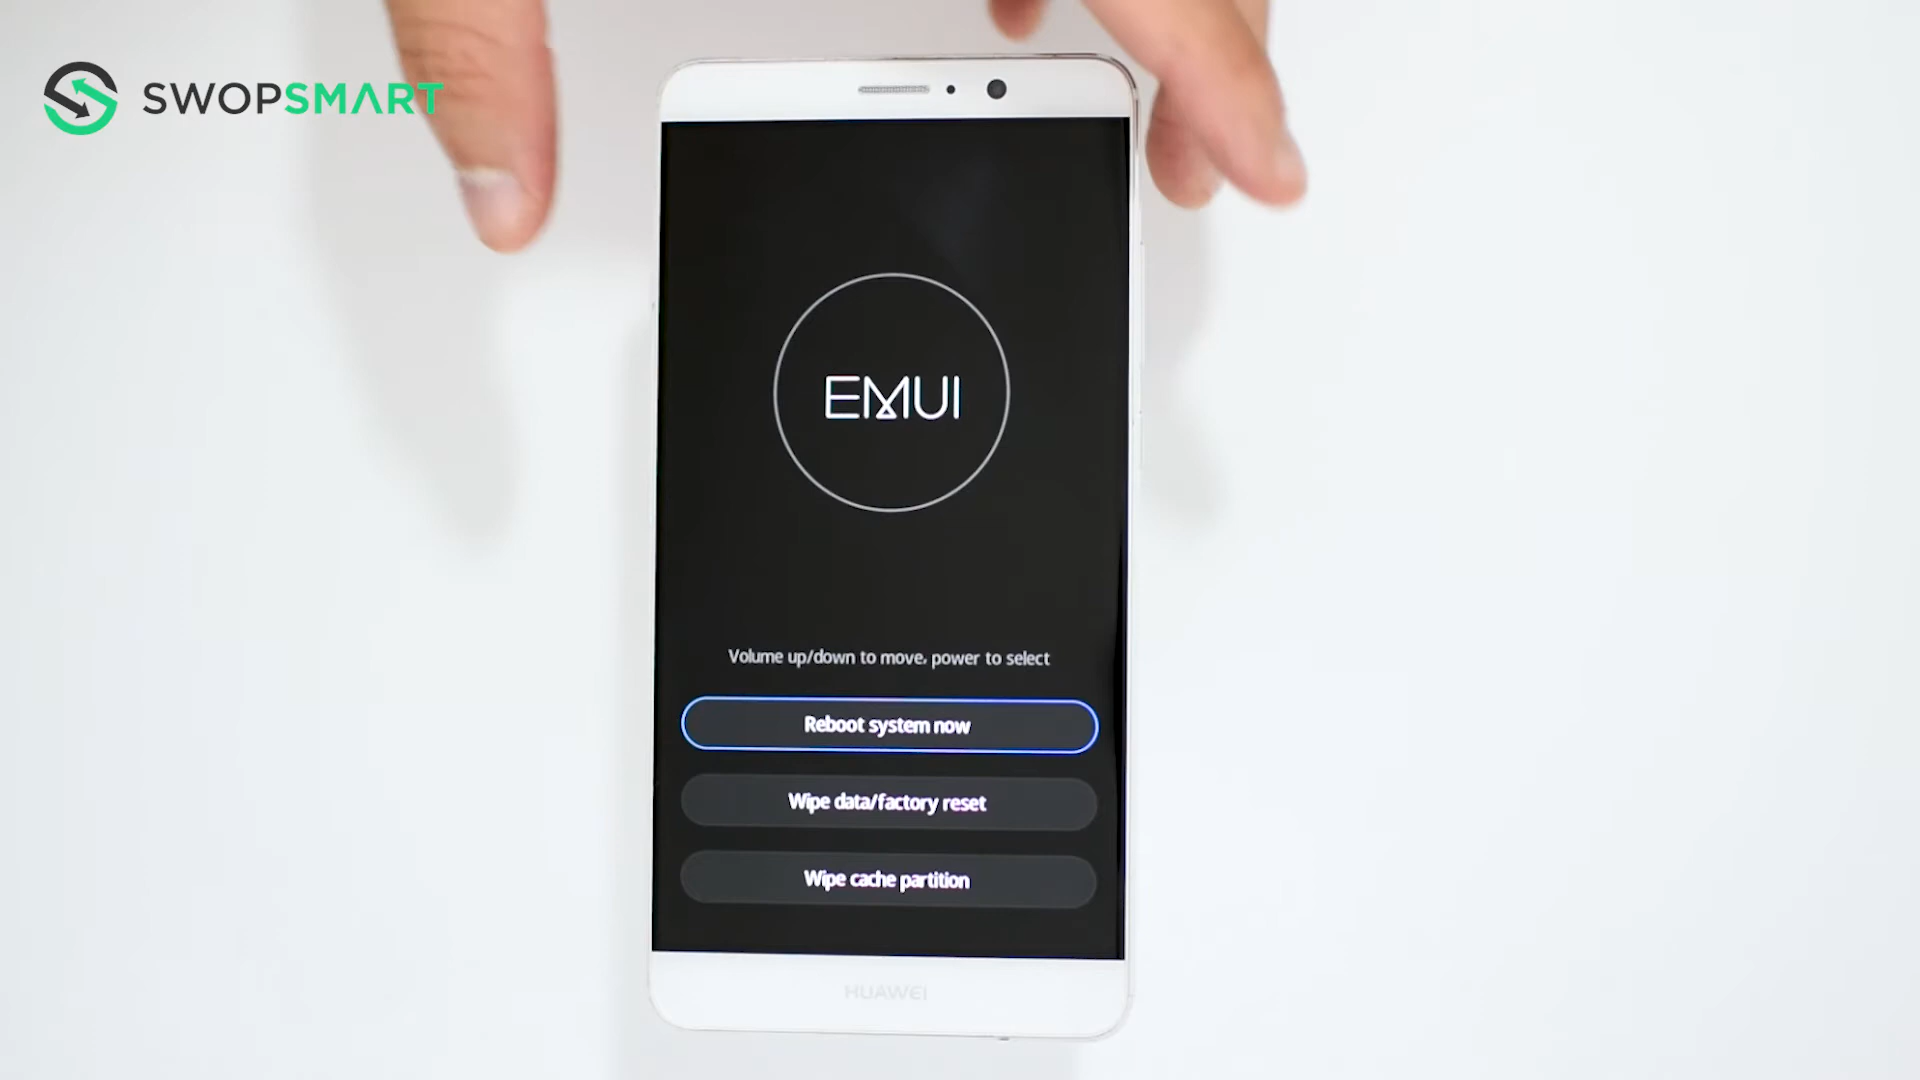 SWOPSMART
EMUI
Volume up/down to move, power to select
Reboot system now
Wipe data/factory reset
Wipe cache partition
HUAWEI